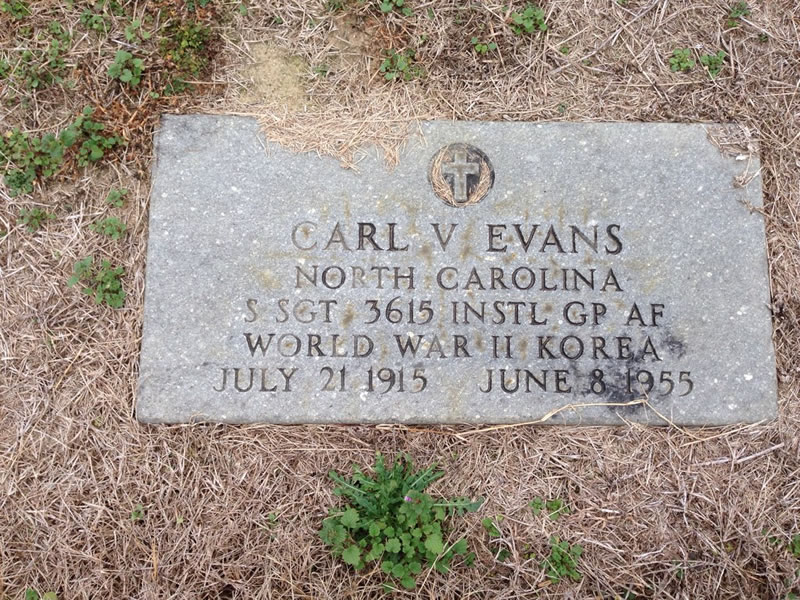 CARL V EVANS
NORTH CAROLINA
S SGT 3615 INSTL GP AF
WORLD WAR II KOREA
JULY 21 1915 JUNE 8 1955